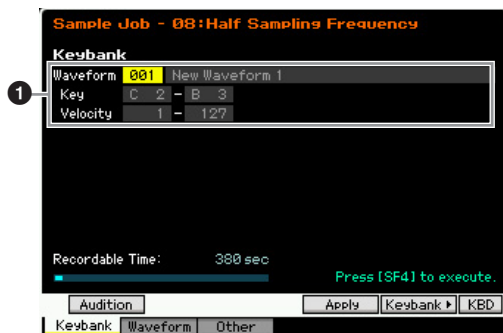 Sample Job - 08:Half Sampling Frequency
Keybank
Waveform 001 New Waveform 1
1 Key C 2 - B 3
Velocity 1 - 127
Recordable Time: 380 sec
Press [SF4] to execute.
Audition Apply Keybank KBD
Keybank Waveform Other